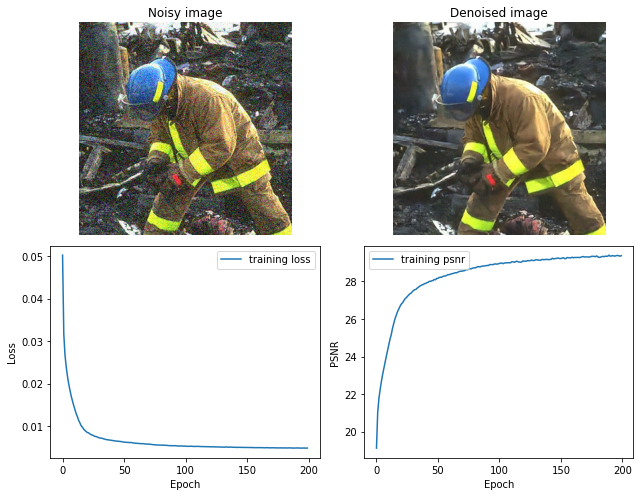 Noisy image
Denoised image
training loss
0.05
0.04
0.03
0.02
0.01
Loss
0
50
100
150
200
Epoch
training psnr
28
26
24
22
20
PSNR
0
50
100
150
200
Epoch